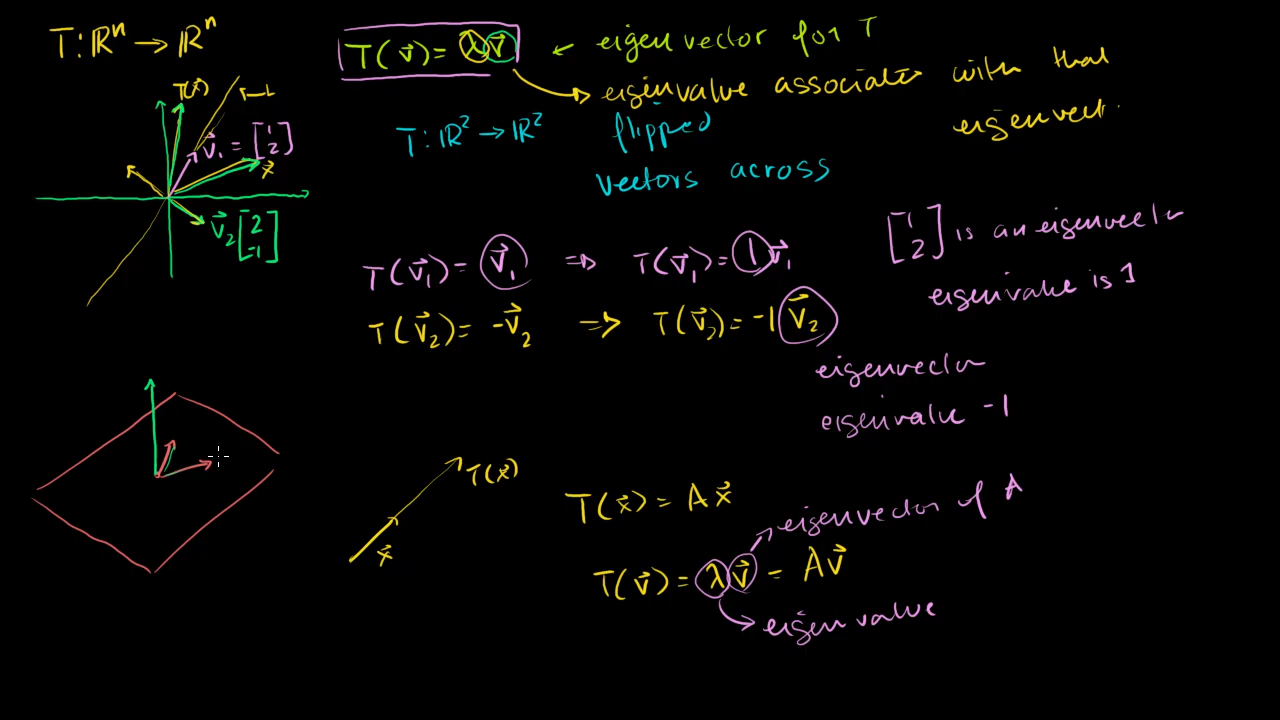 T: ℝⁿ → ℝⁿ
T(v⃗) = λv⃗ ← eigenvector for T
→ eigenvalue associates with that
eigenvect
T: ℝ² → ℝ² flipped
vectors across
T(x⃗)
L
v⃗₁ = [1 2]
x⃗
v⃗₂ [2 -1]
T(v⃗₁) = v⃗₁ ⇒ T(v⃗₁) = 1v⃗₁
[1 2] is an eigenvector
eigenvalue is 1
T(v⃗₂) = -v⃗₂ ⇒ T(v⃗₂) = -1 v⃗₂
eigenvector
eigenvalue -1
T(x⃗)
x⃗
T(x⃗) = Ax⃗
→ eigenvector of A
T(v⃗) = λv⃗ = Av⃗
→ eigenvalue